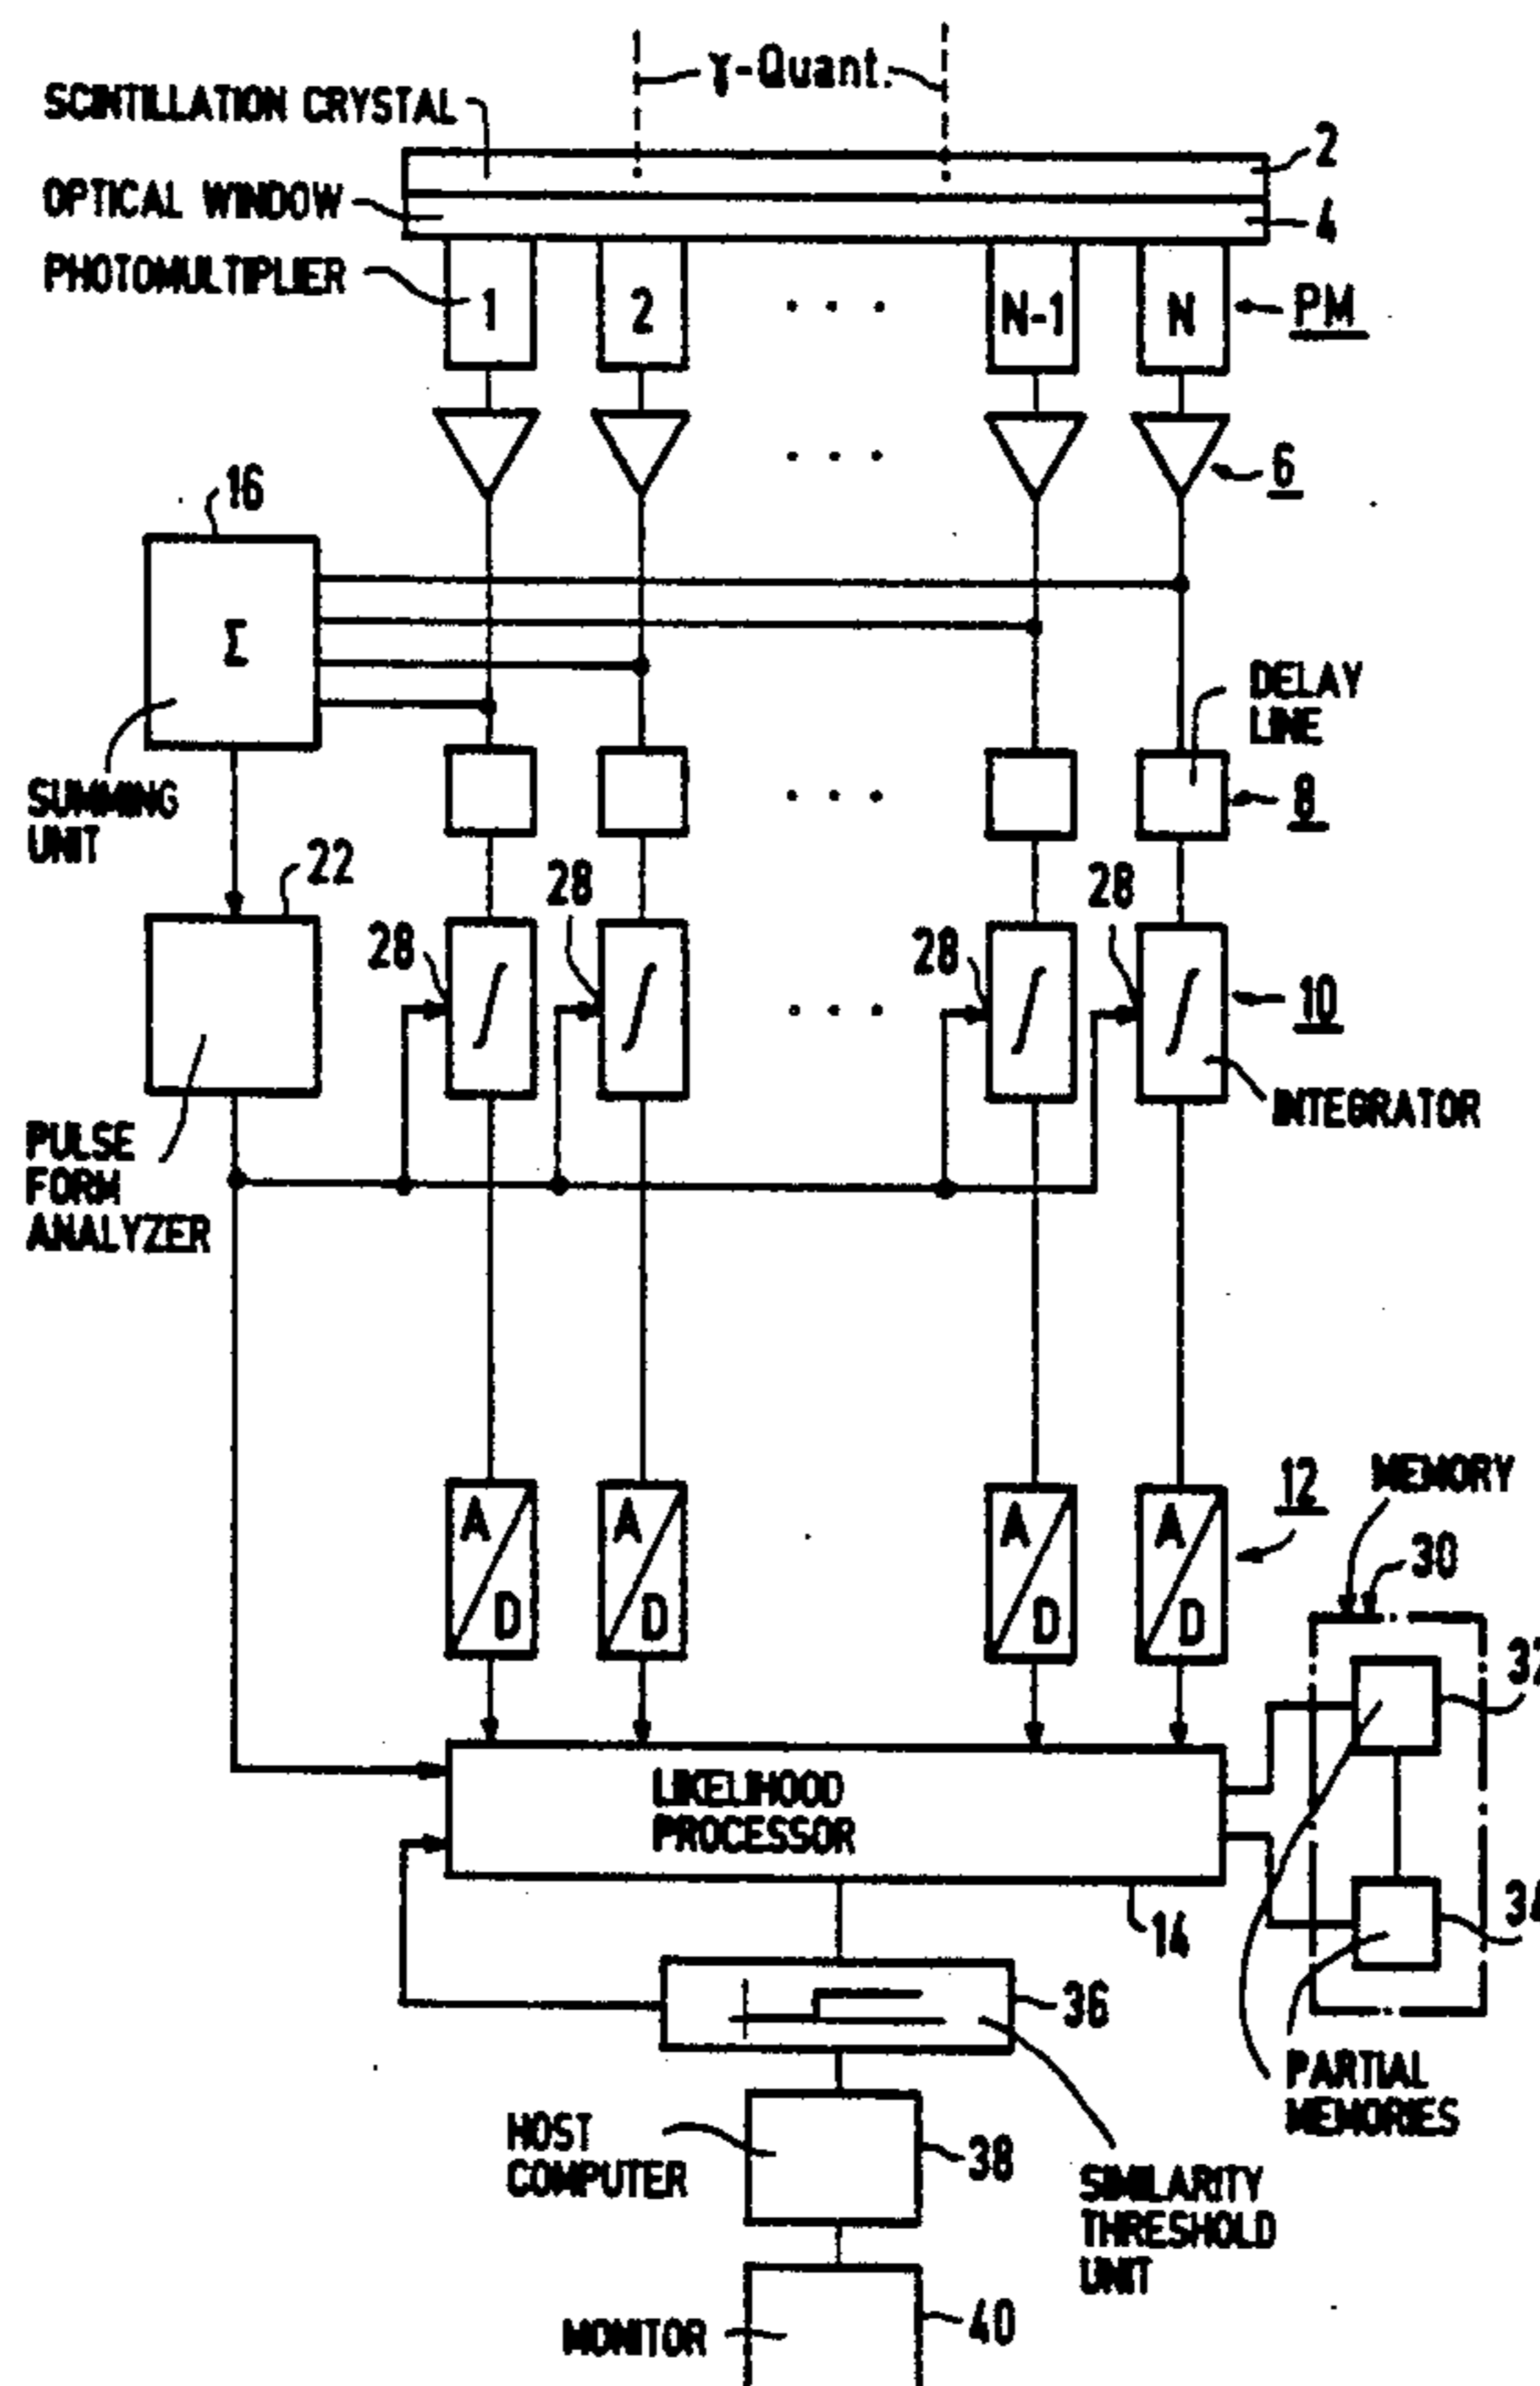 γ-Quant.
SCINTILLATION CRYSTAL
2
OPTICAL WINDOW
4
PHOTOMULTIPLIER
1
2
. . .
N-1
N
PM
. . .
6
16
Σ
DELAY
LINE
SUMMING
UNIT
. . .
8
22
28
28
28
28
∫
∫
. . .
∫
∫
10
INTEGRATOR
PULSE
FORM
ANALYZER
MEMORY
12
30
A
D
A
D
A
D
A
D
32
LIKELIHOOD
PROCESSOR
14
36
PARTIAL
MEMORIES
HOST
COMPUTER
38
SIMILARITY
THRESHOLD
UNIT
MONITOR
40